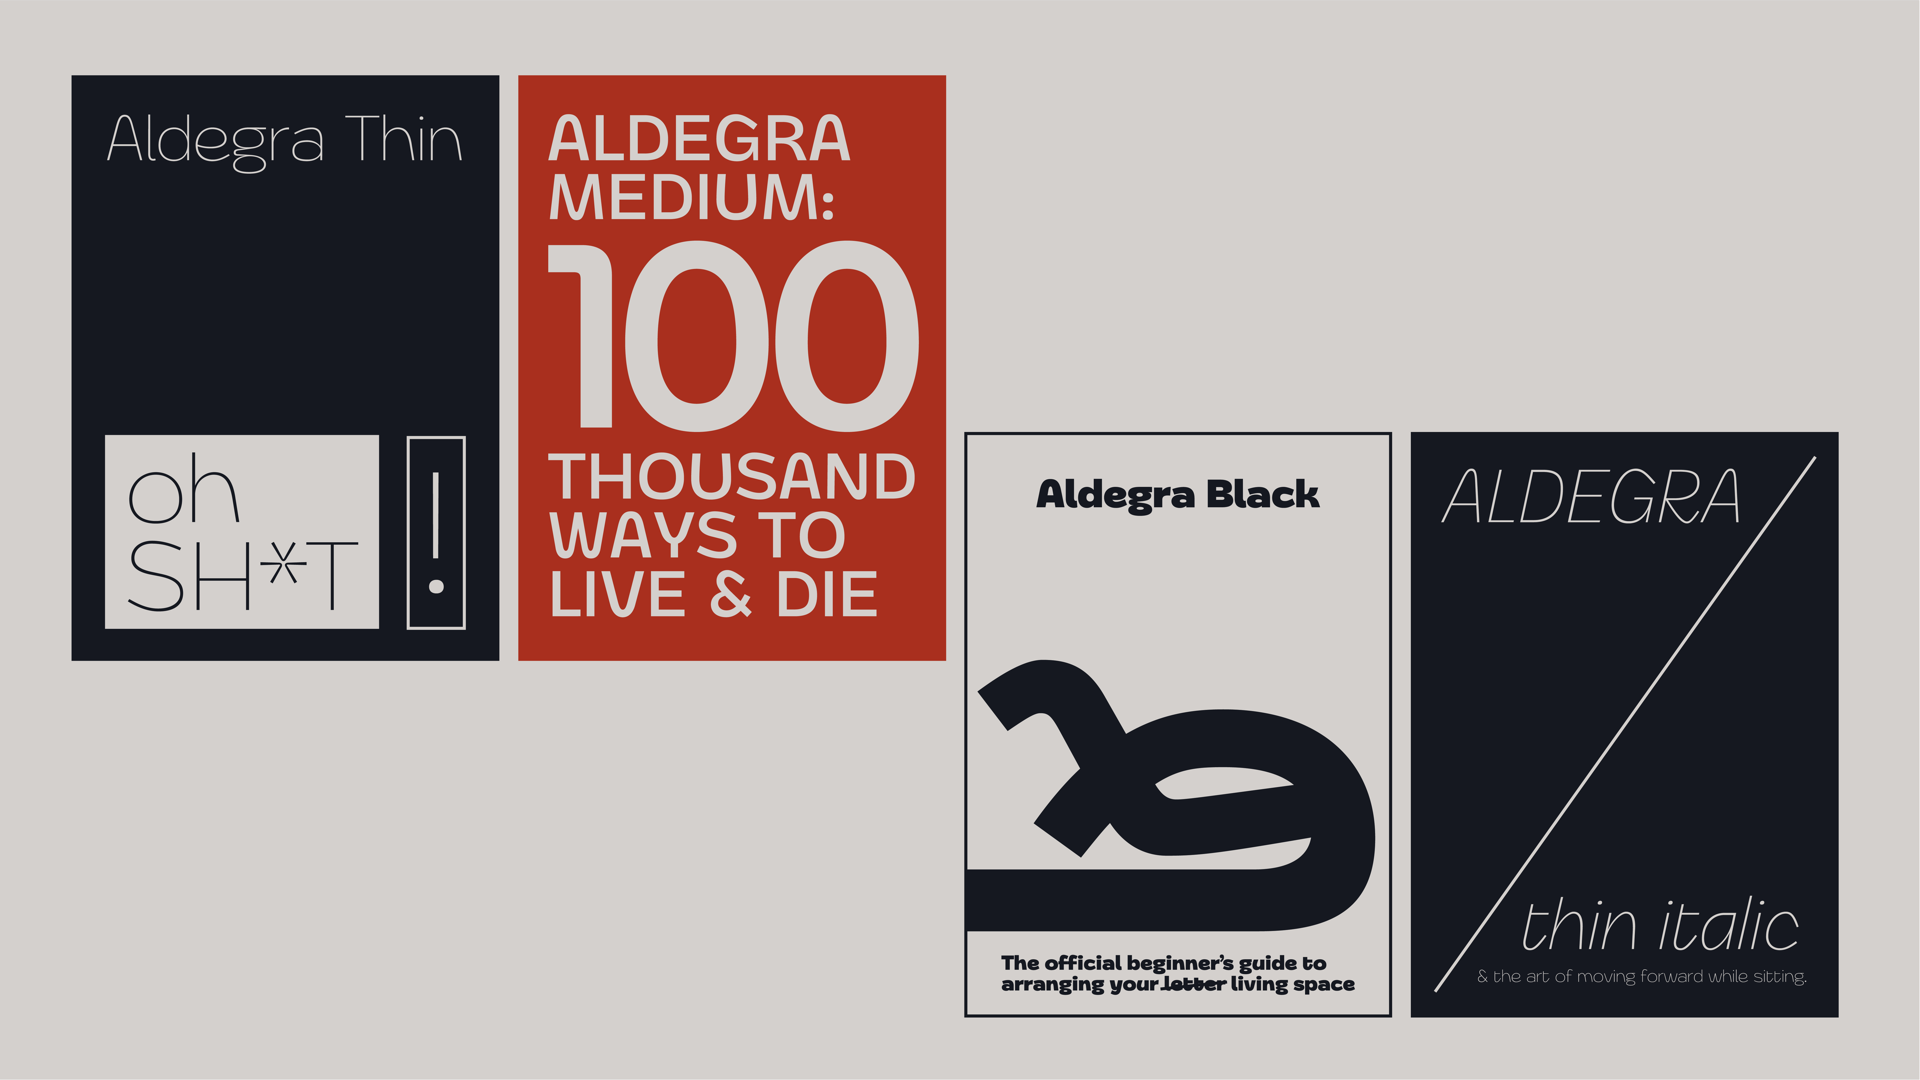 Aldegra Thin
oh
SH*T
!
ALDEGRA
MEDIUM:
100
THOUSAND
WAYS TO
LIVE & DIE
Aldegra Black
The official beginner’s guide to
arranging your letter living space
ALDEGRA
thin italic
& the art of moving forward while sitting.